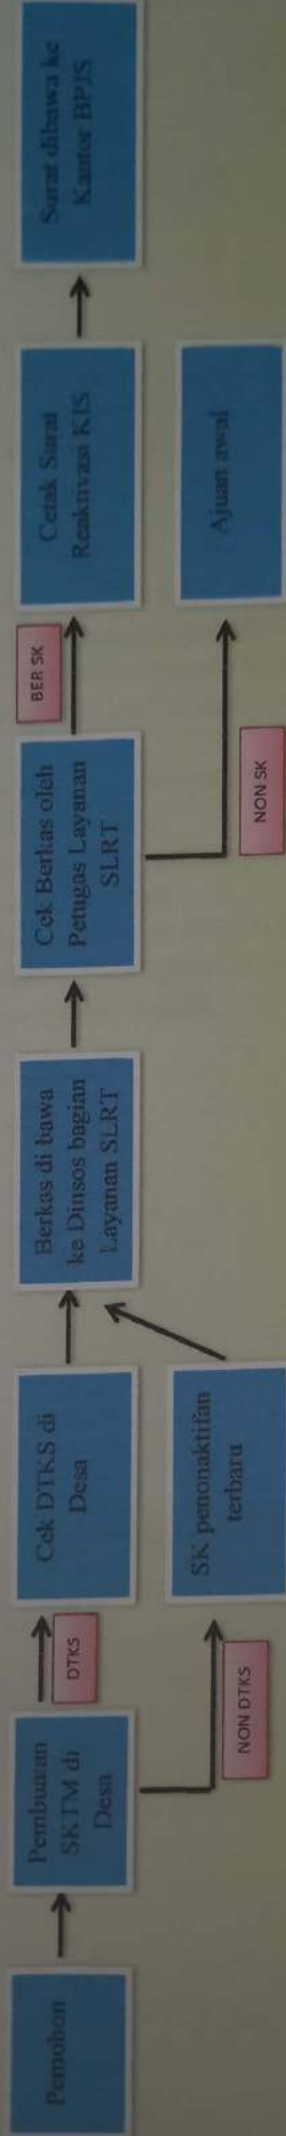 Pemohon
Pembuatan
SKTM di
Desa
DTKS
NON DTKS
Cek DTKS di
Desa
SK penonaktifan
terbaru
Berkas di bawa
ke Dinsos bagian
Layanan SLRT
Cek Berkas oleh
Petugas Layanan
SLRT
BER SK
NON SK
Cetak Surat
Reaktivasi KIS
Ajuan awal
Surat dibawa ke
Kantor BPJS